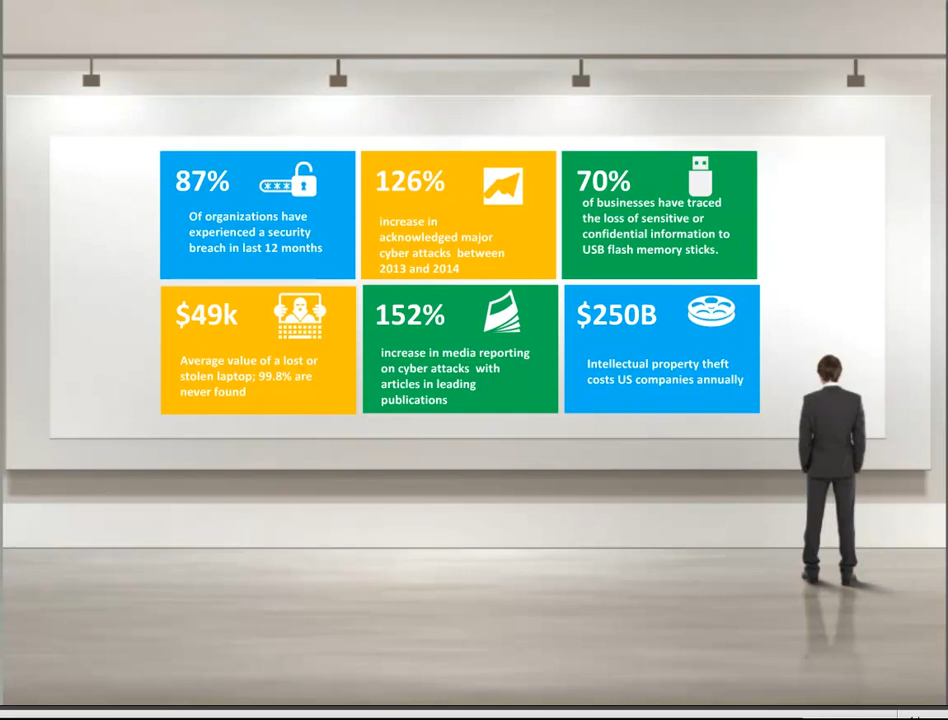 87%
Of organizations have
experienced a security
breach in last 12 months
126%
increase in
acknowledged major
cyber attacks between
2013 and 2014
70%
of businesses have traced
the loss of sensitive or
confidential information to
USB flash memory sticks.
$49k
Average value of a lost or
stolen laptop; 99.8% are
never found
152%
increase in media reporting
on cyber attacks with
articles in leading
publications
$250B
Intellectual property theft
costs US companies annually